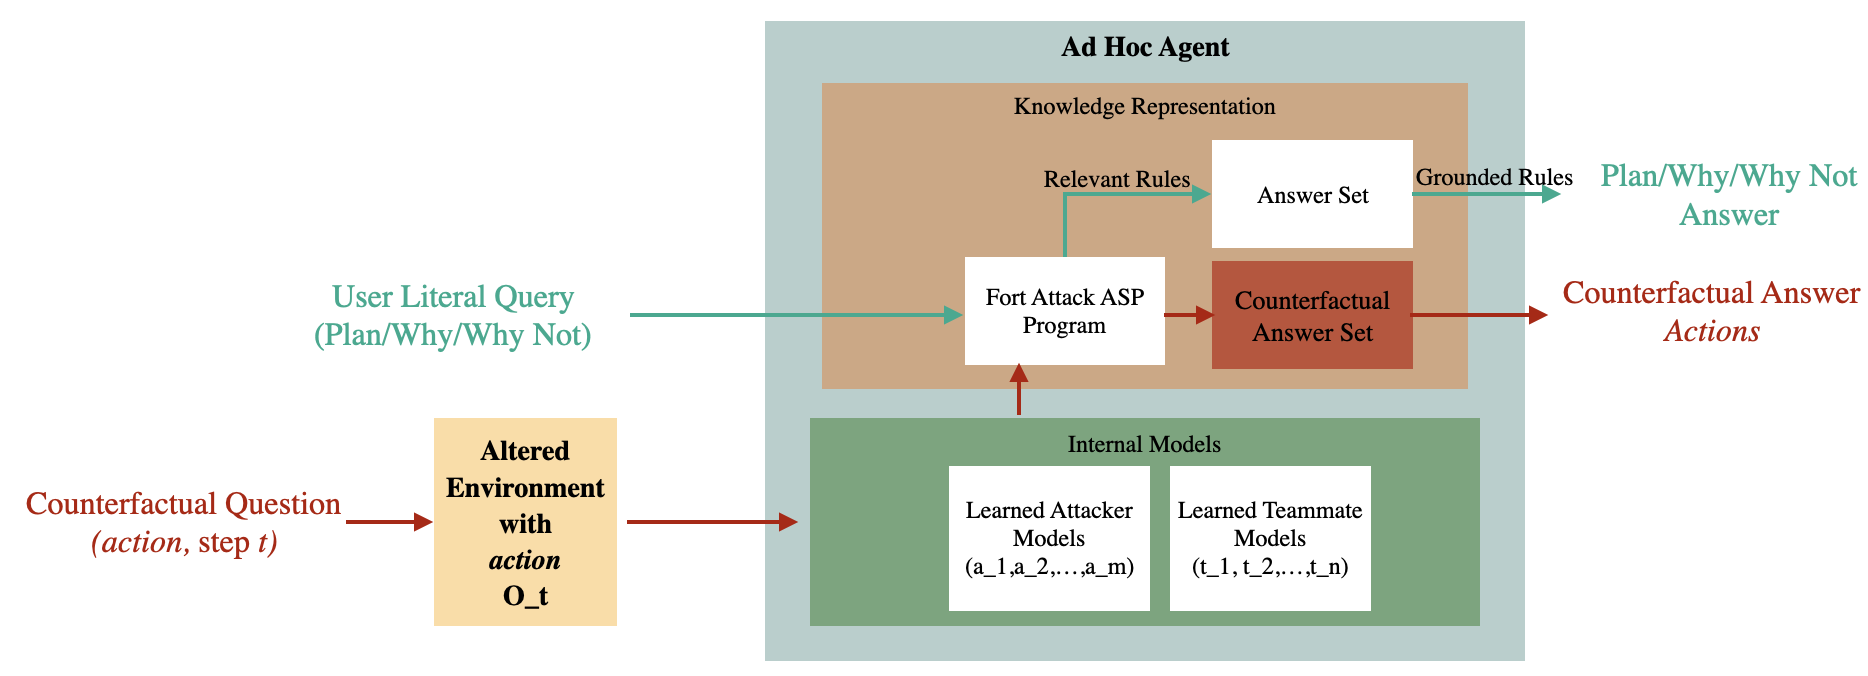 Ad Hoc Agent
Knowledge Representation
Relevant Rules
Answer Set
Grounded Rules
Plan/Why/Why Not
Answer
User Literal Query
(Plan/Why/Why Not)
Fort Attack ASP
Program
Counterfactual
Answer Set
Counterfactual Answer
Actions
Counterfactual Question
(action, step t)
Altered
Environment
with
action
O_t
Internal Models
Learned Attacker
Models
(a_1,a_2,...,a_m)
Learned Teammate
Models
(t_1, t_2,...,t_n)